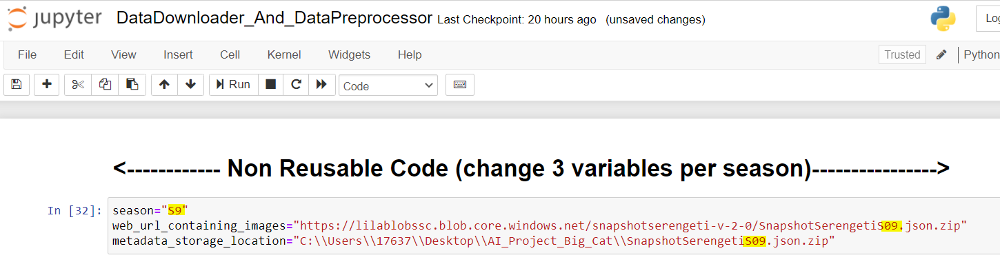 jupyter DataDownloader_And_DataPreprocessor Last Checkpoint: 20 hours ago (unsaved changes) Log
File Edit View Insert Cell Kernel Widgets Help Trusted Python
Run Code
<------------ Non Reusable Code (change 3 variables per season)---------------->
In [32]: season="S9"
web_url_containing_images="https://lilablobssc.blob.core.windows.net/snapshotserengeti-v-2-0/SnapshotSerengetiS09.json.zip"
metadata_storage_location="C:\\Users\\17637\\Desktop\\AI_Project_Big_Cat\\SnapshotSerengetiS09.json.zip"